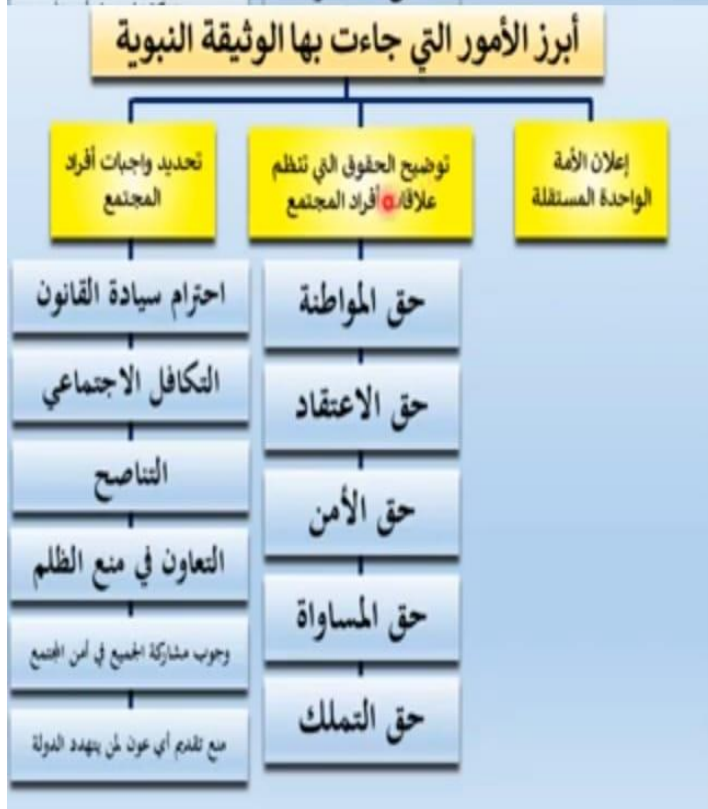 أبرز الأمور التي جاءت بها الوثيقة النبوية
إعلان الأمة
الواحدة المستقلة
توضيح الحقوق التي تنظم
علاقات أفراد المجتمع
حق المواطنة
حق الاعتقاد
حق الأمن
حق المساواة
حق التملك
تحديد واجبات أفراد
المجتمع
احترام سيادة القانون
التكافل الاجتماعي
التناصح
التعاون في منع الظلم
وجوب مشاركة الجميع في أمن المجتمع
منع تقديم أي عون لمن يتهدد الدولة